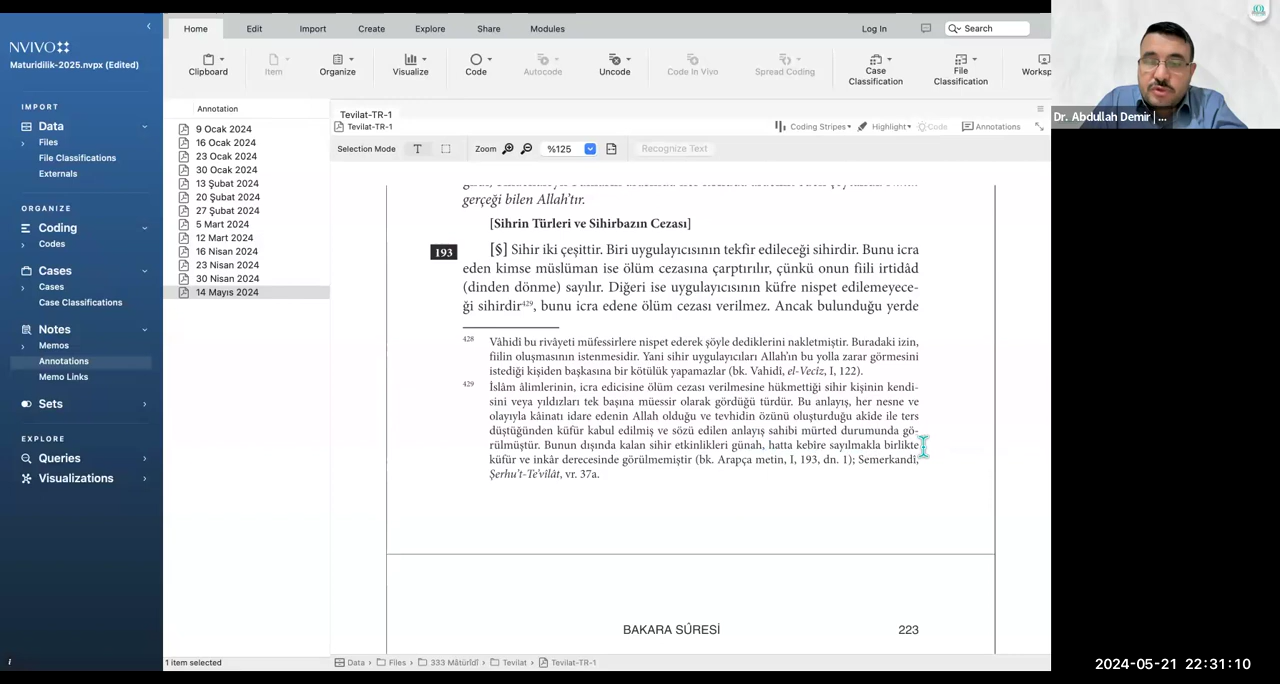 NVIVO
Maturidilik-2025.nvpx (Edited)
IMPORT
Data
Files
File Classifications
Externals
ORGANIZE
Coding
Codes
Cases
Cases
Case Classifications
Notes
Memos
Annotations
Memo Links
Sets
EXPLORE
Queries
Visualizations
Home Edit Import Create Explore Share Modules Log In Search
Clipboard Item Organize Visualize Code Autocode Uncode Code In Vivo Spread Coding Case Classification File Classification Worksp
Annotation
9 Ocak 2024
16 Ocak 2024
23 Ocak 2024
30 Ocak 2024
13 Şubat 2024
20 Şubat 2024
27 Şubat 2024
5 Mart 2024
12 Mart 2024
16 Nisan 2024
23 Nisan 2024
30 Nisan 2024
14 Mayıs 2024
1 item selected
Tevilat-TR-1
Tevilat-TR-1 Coding Stripes Highlight Code Annotations
Selection Mode T Zoom %125 Recognize Text
gerçeği bilen Allah’tır.
[Sihrin Türleri ve Sihirbazın Cezası]
193 [§] Sihir iki çeşittir. Biri uygulayıcısının tekfir edileceği sihirdir. Bunu icra
eden kimse müslüman ise ölüm cezasına çarptırılır, çünkü onun fiili irtidâd
(dinden dönme) sayılır. Diğeri ise uygulayıcısının küfre nispet edilemeyece-
ği sihirdir429, bunu icra edene ölüm cezası verilmez. Ancak bulunduğu yerde
428 Vâhidî bu rivâyeti müfessirlere nispet ederek şöyle dediklerini nakletmiştir. Buradaki izin,
fiilin oluşmasının istenmesidir. Yani sihir uygulayıcıları Allah’ın bu yolla zarar görmesini
istediği kişiden başkasına bir kötülük yapamazlar (bk. Vahidî, el-Vecîz, I, 122).
429 İslâm âlimlerinin, icra edicisine ölüm cezası verilmesine hükmettiği sihir kişinin kendi-
sini veya yıldızları tek başına müessir olarak gördüğü türdür. Bu anlayış, her nesne ve
olayıyla kâinatı idare edenin Allah olduğu ve tevhidin özünü oluşturduğu akîde ile ters
düştüğünden küfür kabul edilmiş ve sözü edilen anlayış sahibi mürted durumunda gö-
rülmüştür. Bunun dışında kalan sihir etkinlikleri günah, hatta kebîre sayılmakla birlikte
küfür ve inkâr derecesinde görülmemiştir (bk. Arapça metin, I, 193, dn. 1); Semerkandî,
Şerhu’t-Te’vîlât, vr. 37a.
BAKARA SÛRESİ 223
Data › Files › 333 Mâtürîdî › Tevilat › Tevilat-TR-1
Dr. Abdullah Demir | ...
2024-05-21 22:31:10